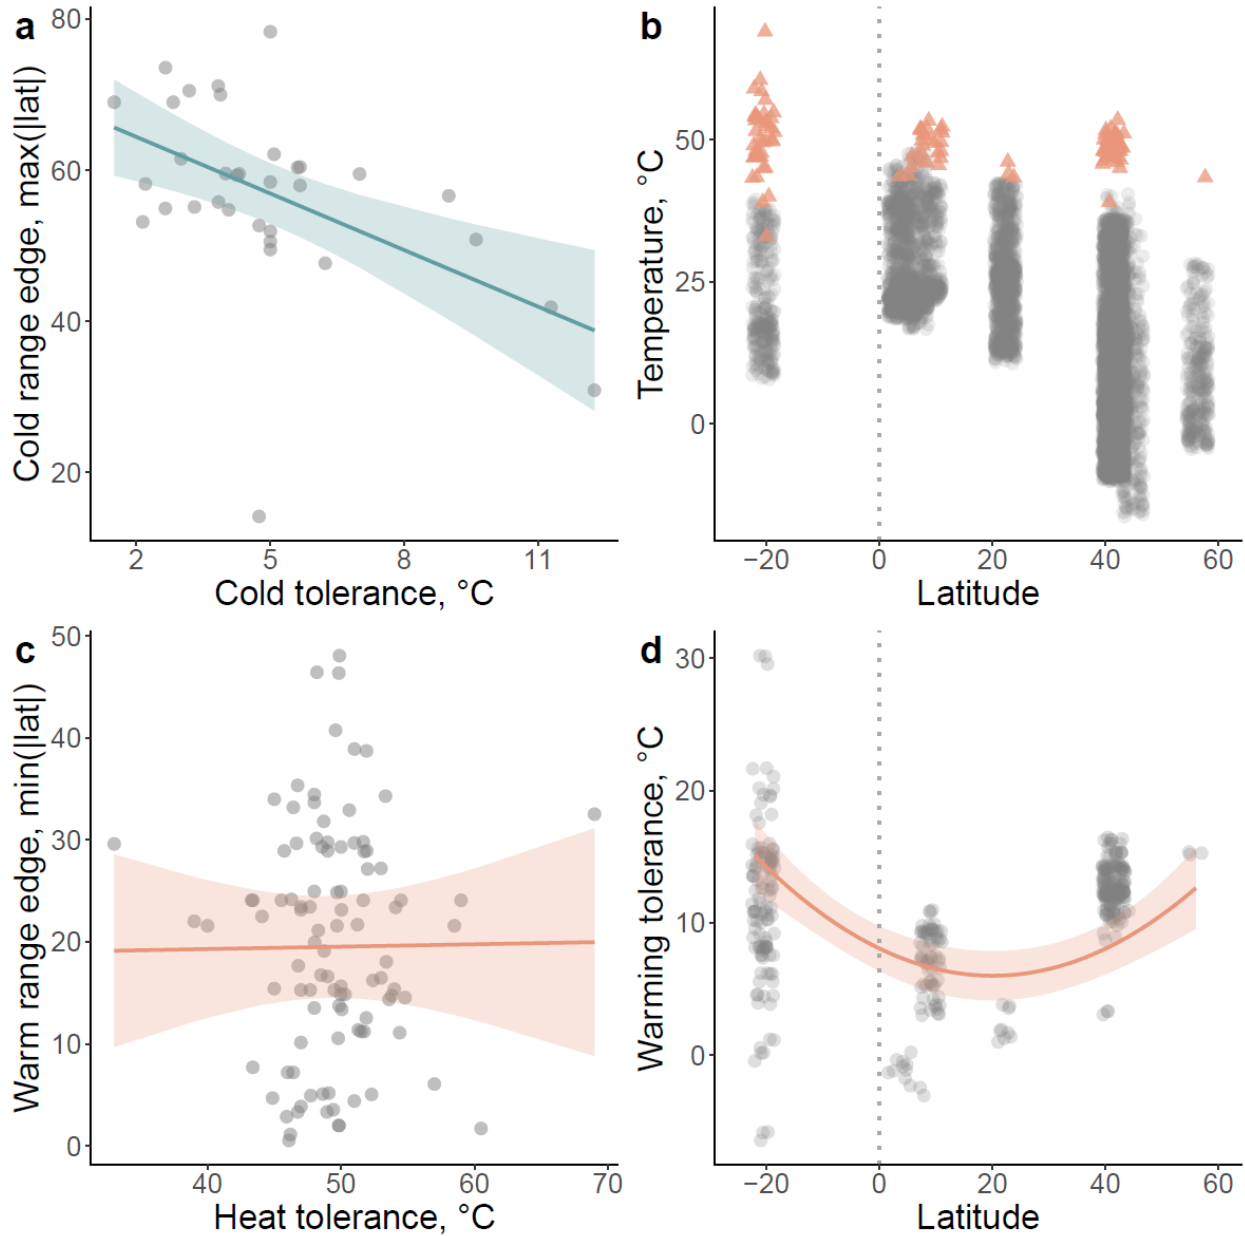 a
80
60
40
20
Cold range edge, max(|lat|)
2 5 8 11
Cold tolerance, °C
b
50
25
0
Temperature, °C
−20 0 20 40 60
Latitude
c
50
40
30
20
10
0
Warm range edge, min(|lat|)
40 50 60 70
Heat tolerance, °C
d
30
20
10
0
Warming tolerance, °C
−20 0 20 40 60
Latitude